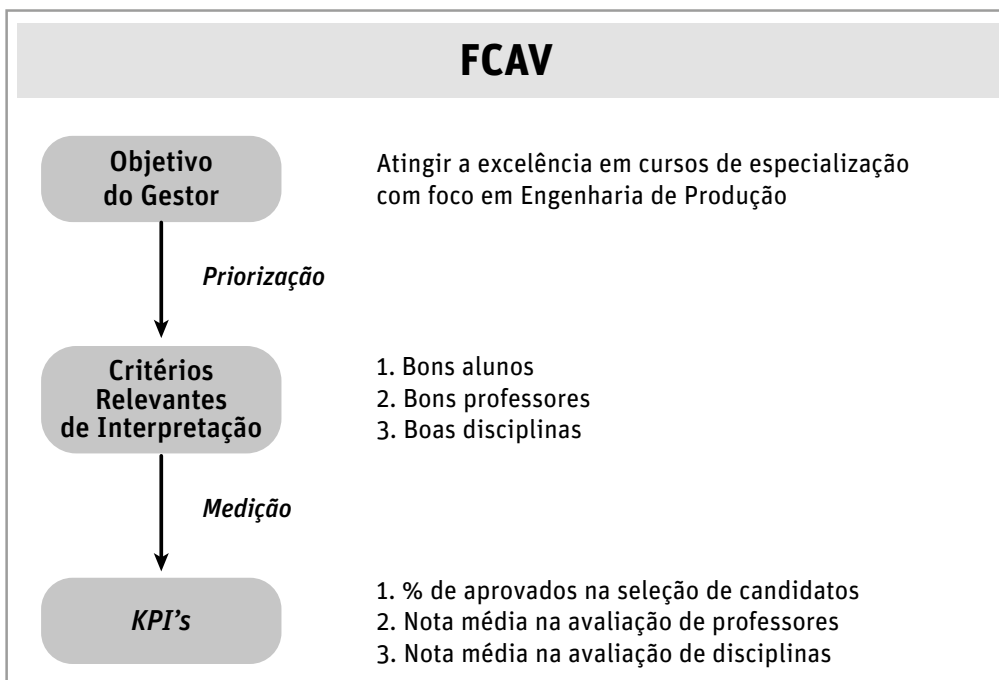 FCAV
Objetivo
do Gestor
Atingir a excelência em cursos de especialização
com foco em Engenharia de Produção
Priorização
Critérios
Relevantes
de Interpretação
1. Bons alunos
2. Bons professores
3. Boas disciplinas
Medição
KPI's
1. % de aprovados na seleção de candidatos
2. Nota média na avaliação de professores
3. Nota média na avaliação de disciplinas